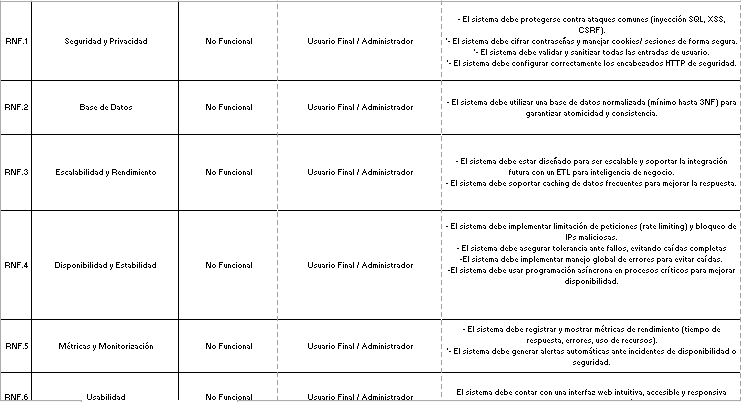 RNF.1 Seguridad y Privacidad No Funcional Usuario Final / Administrador
- El sistema debe protegerse contra ataques comunes (inyección SQL, XSS,
CSRF).
'- El sistema debe cifrar contraseñas y manejar cookies/ sesiones de forma segura.
'- El sistema debe validar y sanitizar todas las entradas de usuario.
'- El sistema debe configurar correctamente los encabezados HTTP de seguridad.
RNF.2 Base de Datos No Funcional Usuario Final / Administrador
- El sistema debe utilizar una base de datos normalizada (mínimo hasta 3NF) para
garantizar atomicidad y consistencia.
RNF.3 Escalabilidad y Rendimiento No Funcional Usuario Final / Administrador
- El sistema debe estar diseñado para ser escalable y soportar la integración
futura con un ETL para inteligencia de negocio.
- El sistema debe soportar caching de datos frecuentes para mejorar la respuesta.
RNF.4 Disponibilidad y Estabilidad No Funcional Usuario Final / Administrador
- El sistema debe implementar limitación de peticiones (rate limiting) y bloqueo de
IPs maliciosas.
- El sistema debe asegurar tolerancia ante fallos, evitando caídas completas
-El sistema debe implementar manejo global de errores para evitar caídas.
-El sistema debe usar programación asíncrona en procesos críticos para mejorar
disponibilidad.
RNF.5 Métricas y Monitorización No Funcional Usuario Final / Administrador
- El sistema debe registrar y mostrar métricas de rendimiento (tiempo de
respuesta, errores, uso de recursos).
'- El sistema debe generar alertas automáticas ante incidentes de disponibilidad o
seguridad.
RNF.6 Usabilidad No Funcional Usuario Final / Administrador
El sistema debe contar con una interfaz web intuitiva, accesible y responsiva